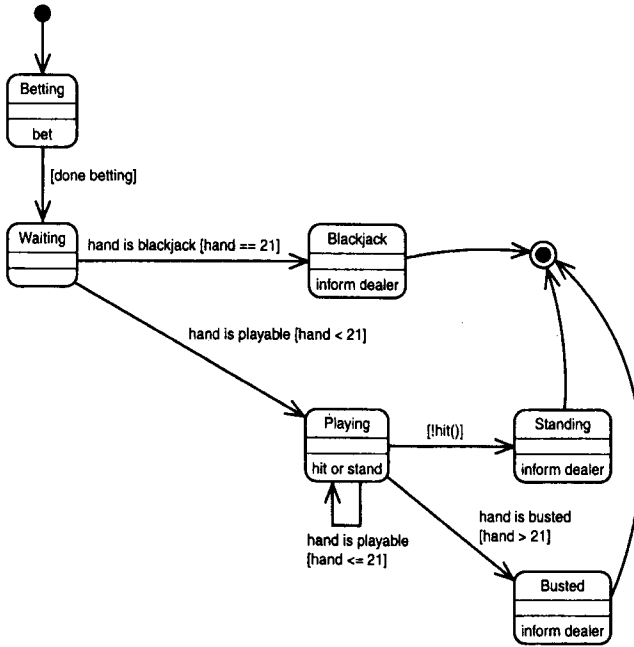 Betting
bet
[done betting]
Waiting
hand is blackjack [hand == 21]
Blackjack
inform dealer
hand is playable [hand < 21]
Playing
hit or stand
[!hit()]
Standing
inform dealer
hand is playable
[hand <= 21]
hand is busted
[hand > 21]
Busted
inform dealer